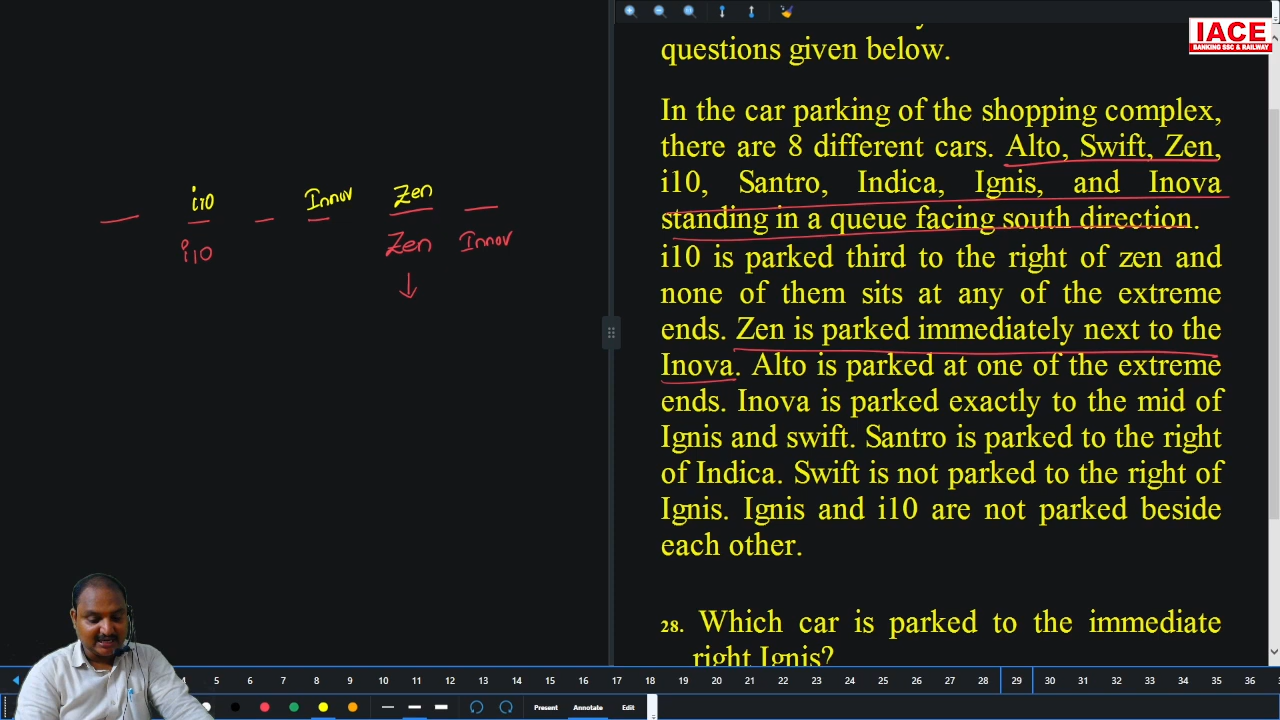 IACE
BANKING SSC & RAILWAY
questions given below.
In the car parking of the shopping complex,
there are 8 different cars. Alto, Swift, Zen,
i10, Santro, Indica, Ignis, and Inova
standing in a queue facing south direction.
i10 is parked third to the right of zen and
none of them sits at any of the extreme
ends. Zen is parked immediately next to the
Inova. Alto is parked at one of the extreme
ends. Inova is parked exactly to the mid of
Ignis and swift. Santro is parked to the right
of Indica. Swift is not parked to the right of
Ignis. Ignis and i10 are not parked beside
each other.
28. Which car is parked to the immediate
right Ignis?
i10 Innov Zen
i10 Zen Innov
4 5 6 7 8 9 10 11 12 13 14 15 16 17 18 19 20 21 22 23 24 25 26 27 28 29 30 31 32 33 34 35 36
Present Annotate Edit